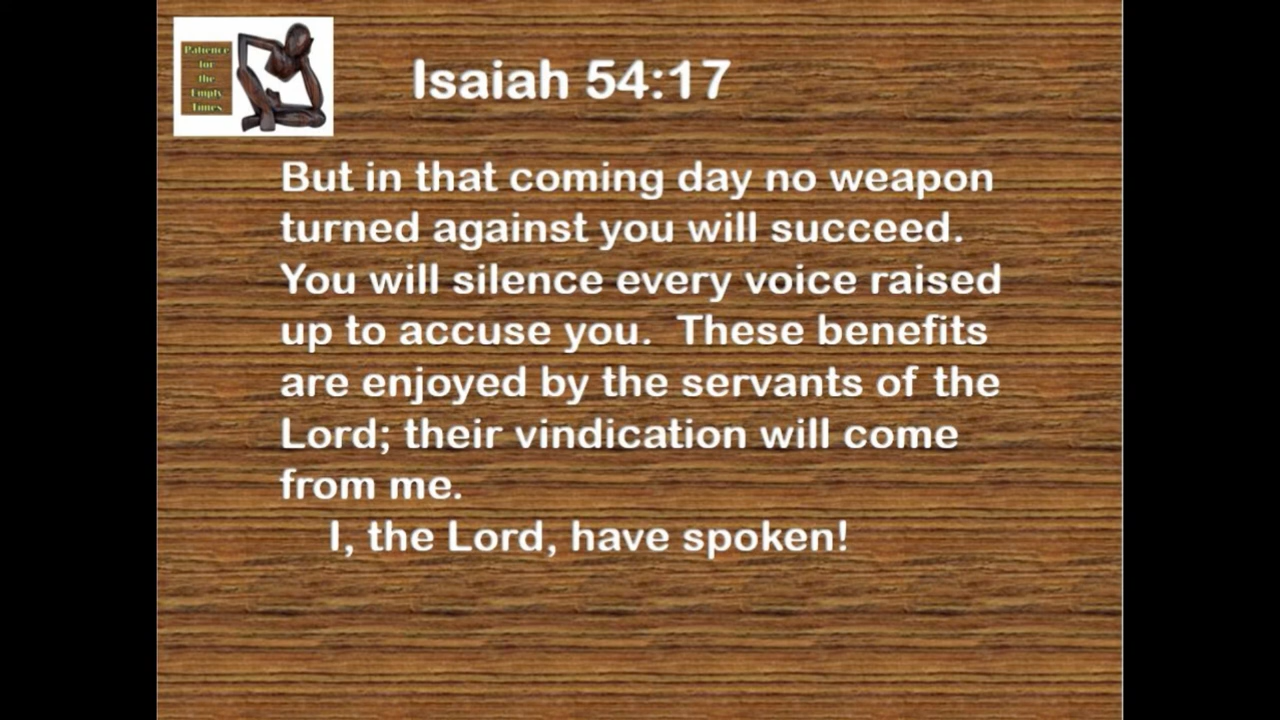 Patience
for
the
Empty
Times
Isaiah 54:17
But in that coming day no weapon
turned against you will succeed.
You will silence every voice raised
up to accuse you.  These benefits
are enjoyed by the servants of the
Lord; their vindication will come
from me.
I, the Lord, have spoken!